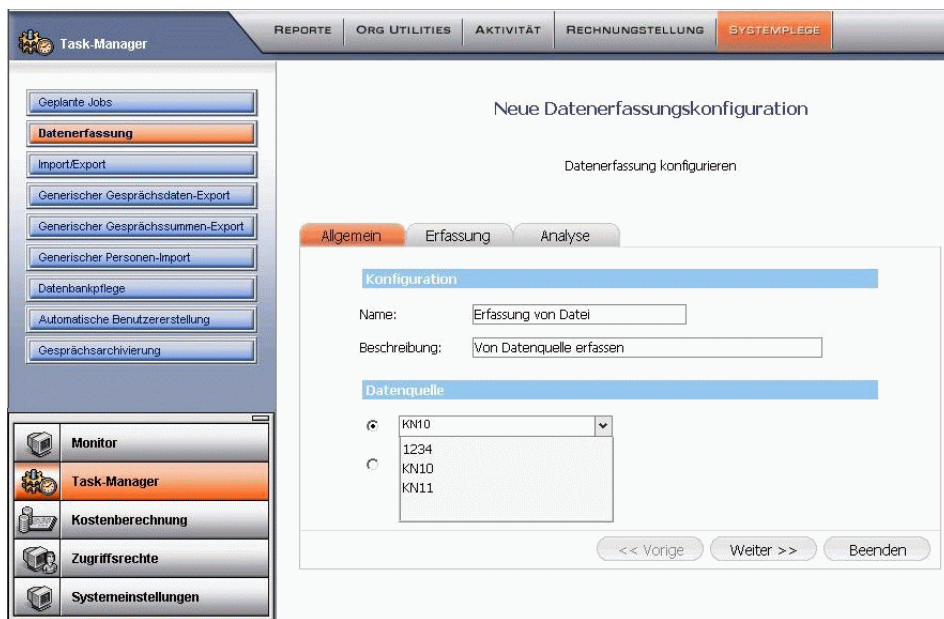 Task-Manager
REPORTE ORG UTILITIES AKTIVITÄT RECHNUNGSTELLUNG SYSTEMPLEGE
Geplante Jobs
Datenerfassung
Import/Export
Generischer Gesprächsdaten-Export
Generischer Gesprächssummen-Export
Generischer Personen-Import
Datenbankpflege
Automatische Benutzererstellung
Gesprächsarchivierung
Monitor
Task-Manager
Kostenberechnung
Zugriffsrechte
Systemeinstellungen
Neue Datenerfassungskonfiguration
Datenerfassung konfigurieren
Allgemein Erfassung Analyse
Konfiguration
Name: Erfassung von Datei
Beschreibung: Von Datenquelle erfassen
Datenquelle
KN10
1234
KN10
KN11
<< Vorige Weiter >> Beenden